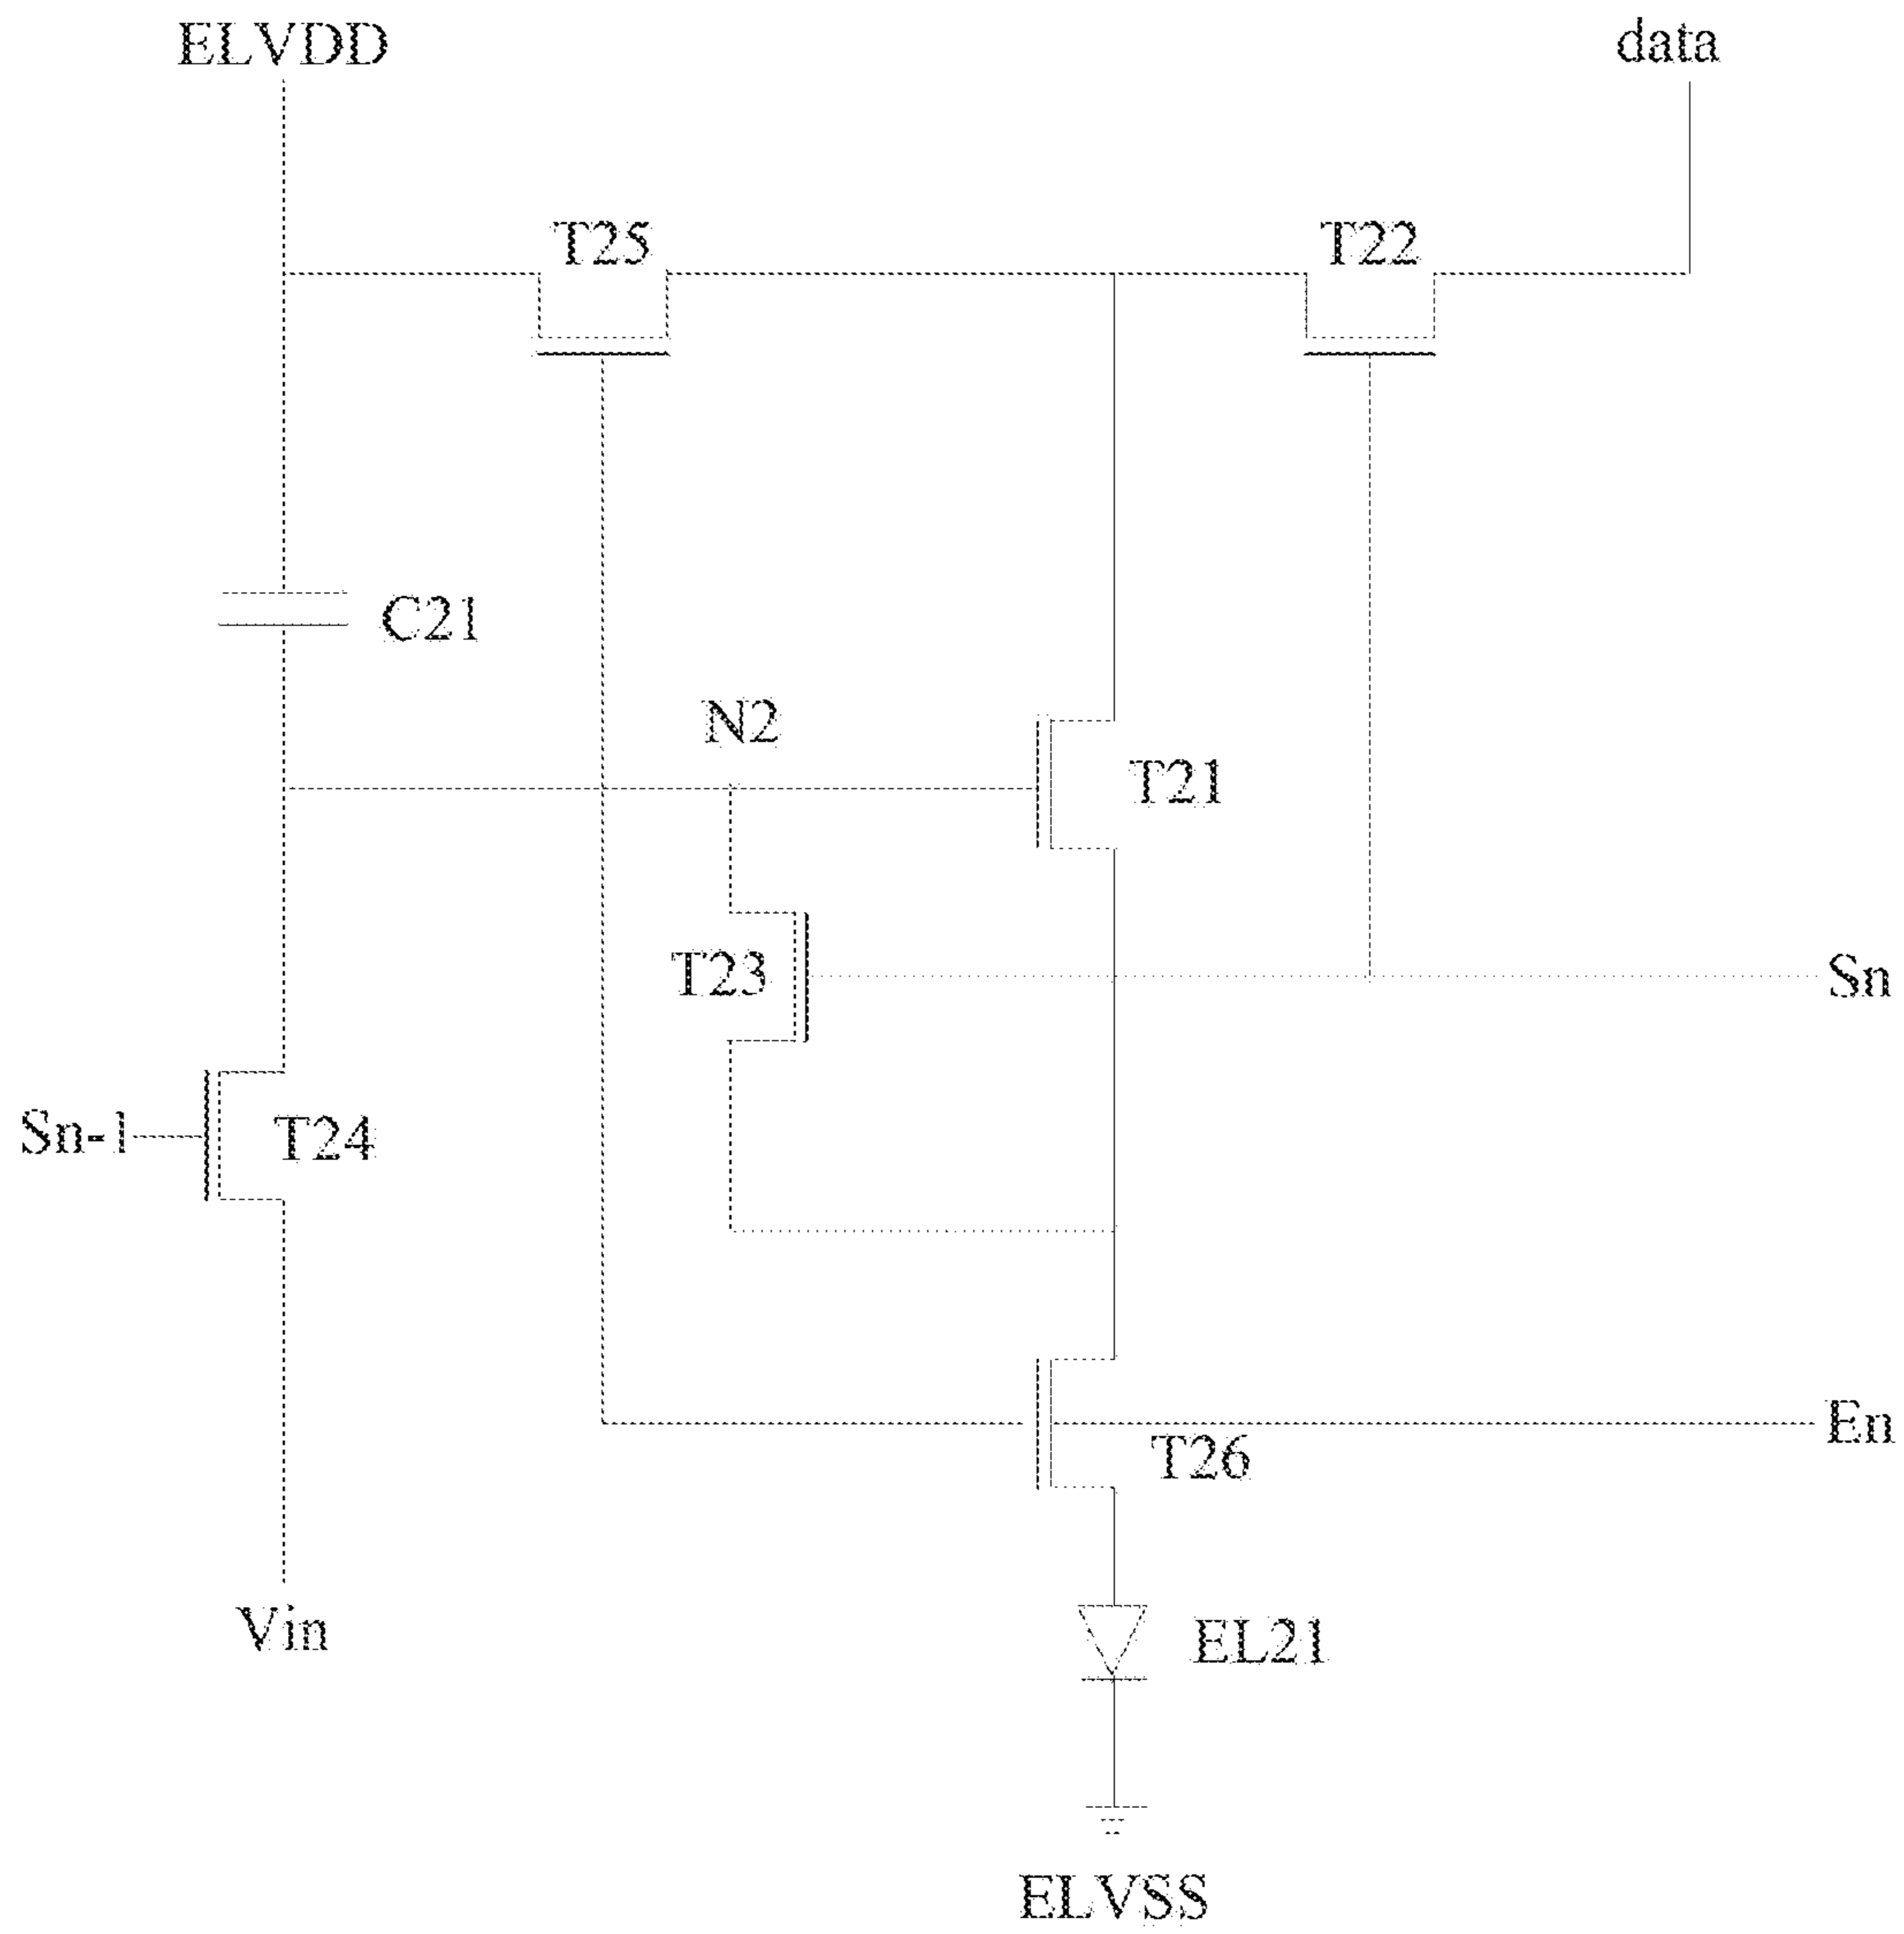 ELVDD
data
T25
T22
C21
N2
T21
T23
Sn
Sn-1
T24
En
T26
Vin
EL21
ELVSS